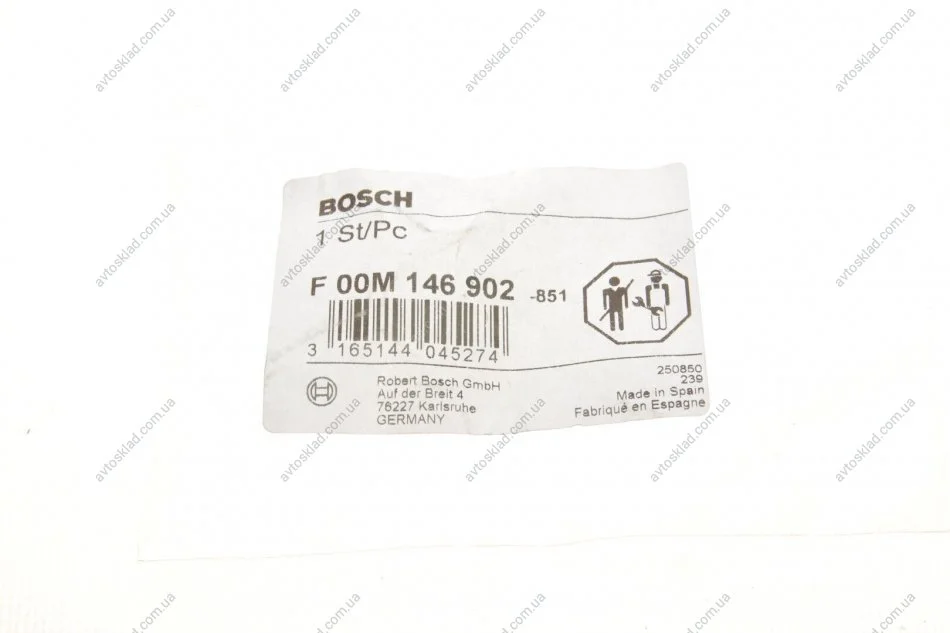 BOSCH
1 St/Pc
F 00M 146 902 -851
3 165144 045274
250850
239
Made in Spain
Fabriqué en Espagne
Robert Bosch GmbH
Auf der Breit 4
76227 Karlsruhe
GERMANY
avtosklad.com.ua